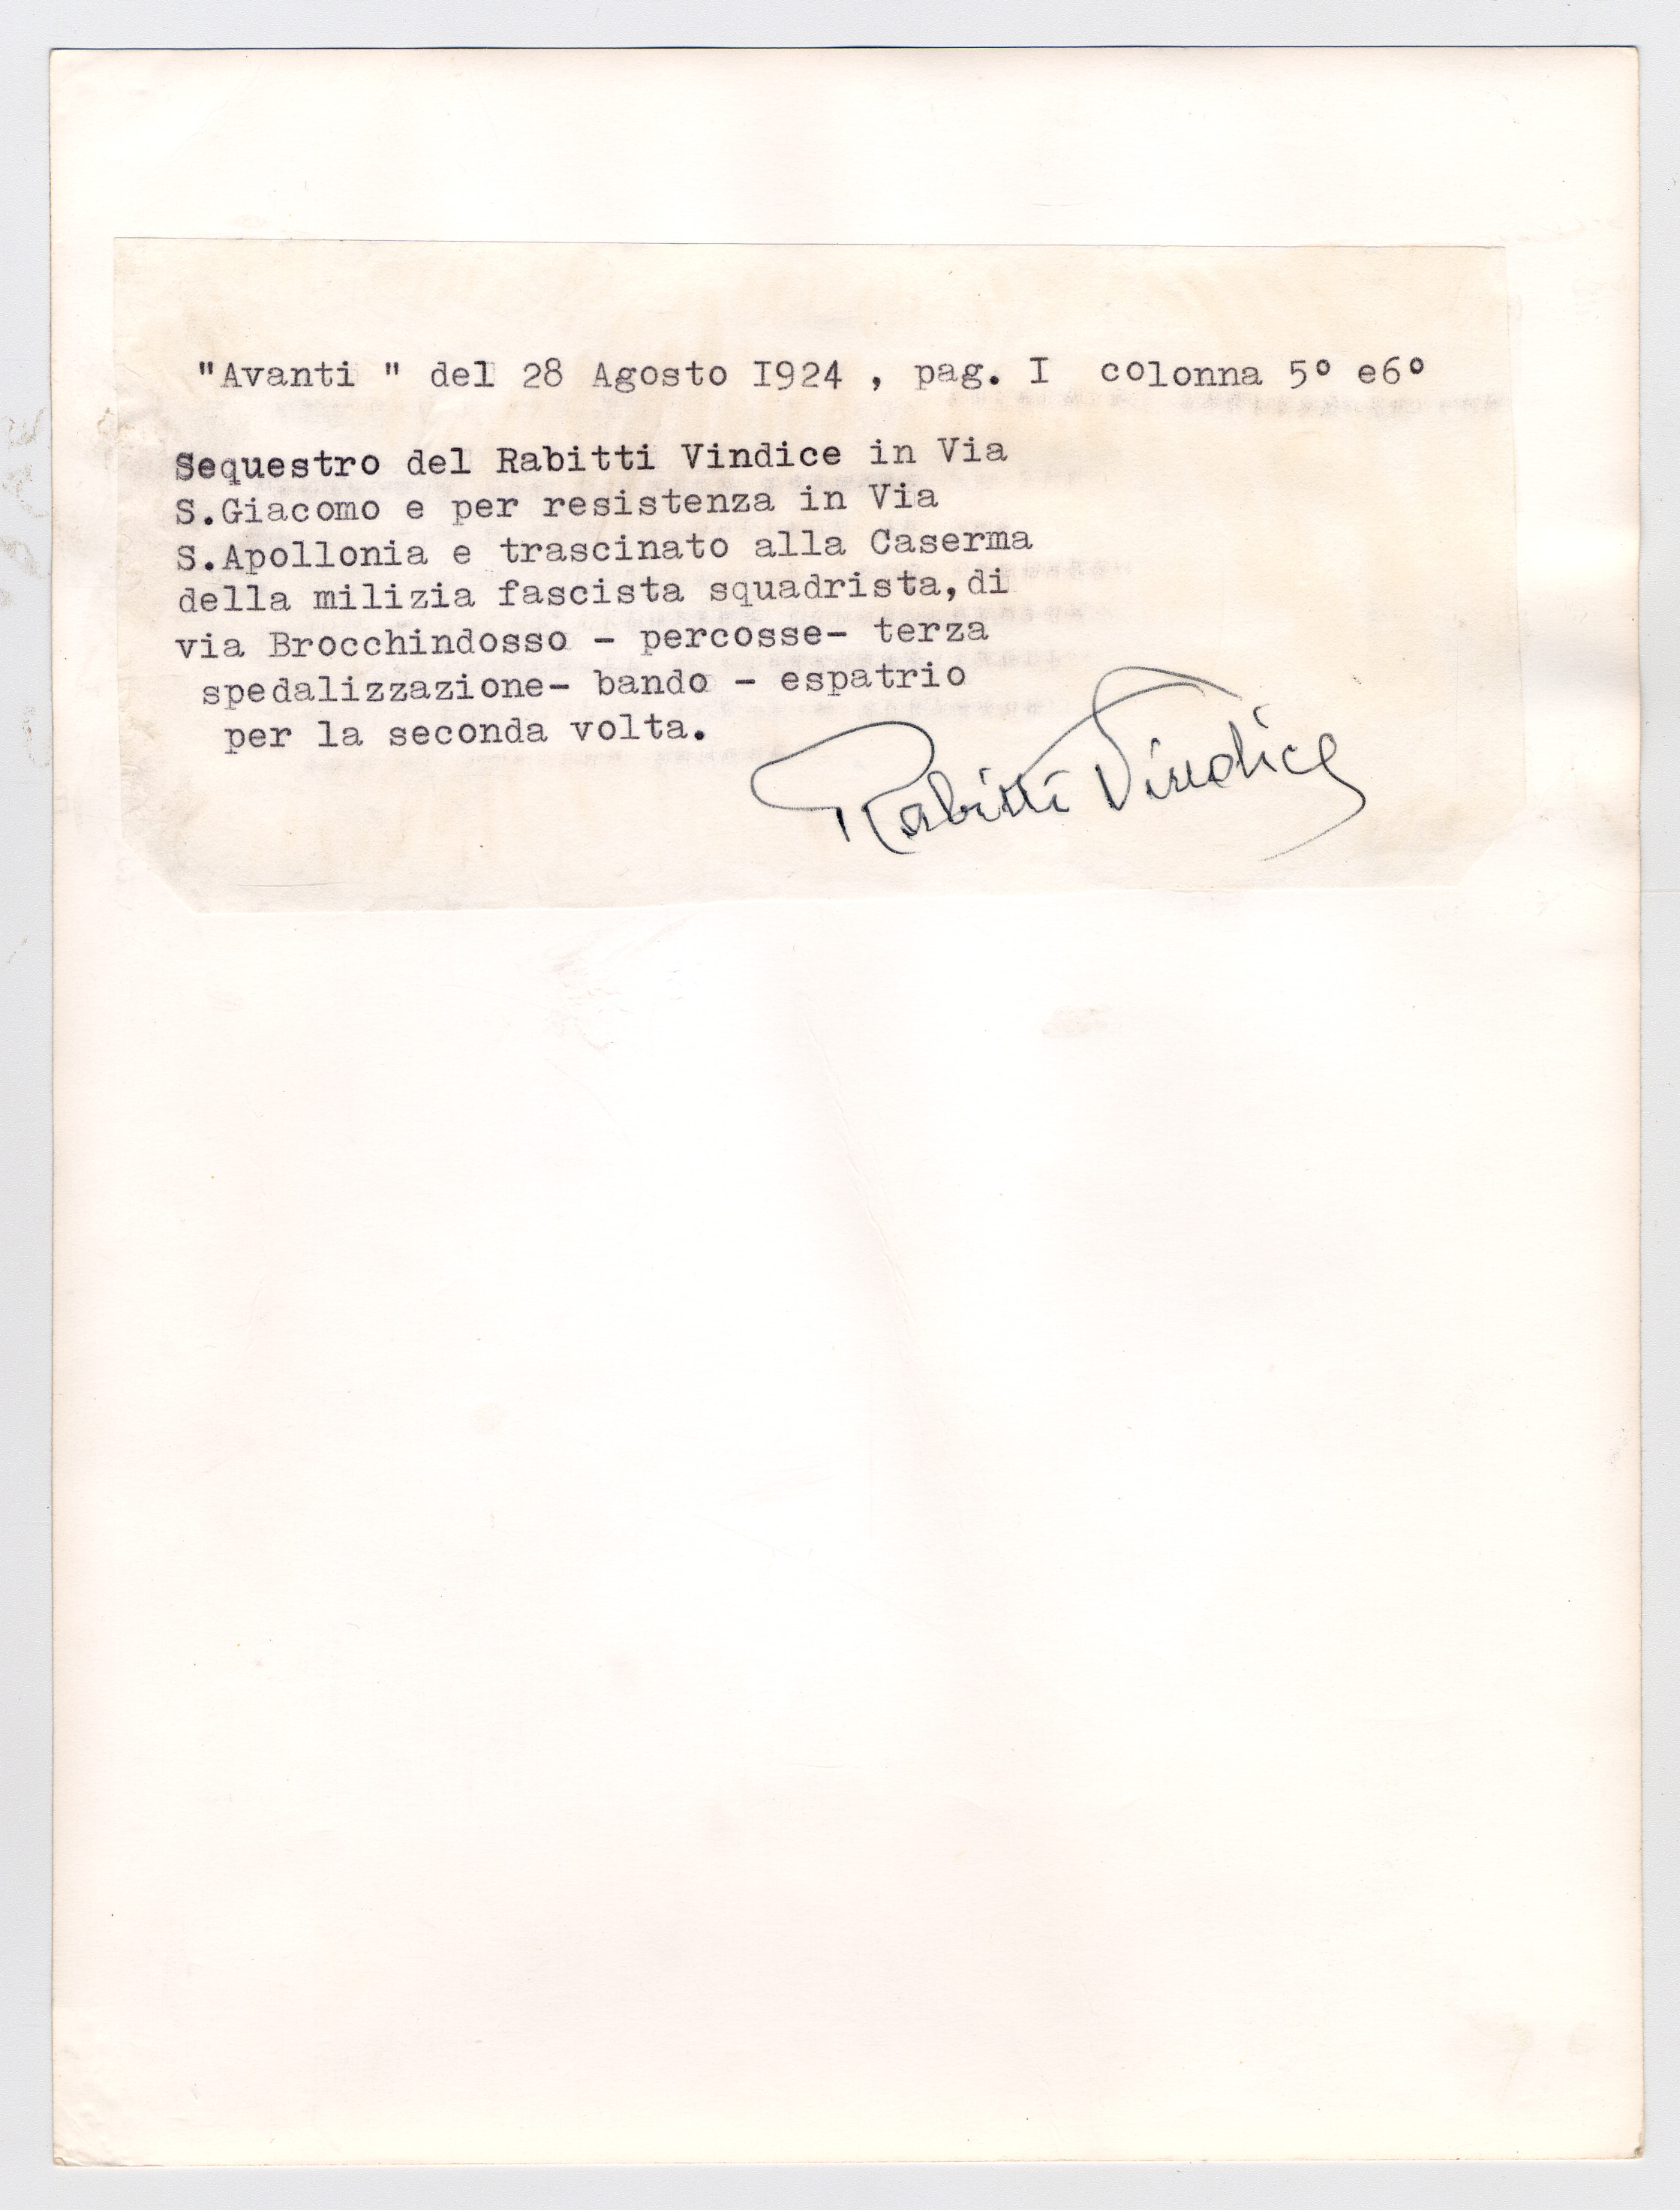 "Avanti " del 28 Agosto I924 , pag. I colonna 5° e6°
Sequestro del Rabitti Vindice in Via
S.Giacomo e per resistenza in Via
S.Apollonia e trascinato alla Caserma
della milizia fascista squadrista,di
via Brocchindosso - percosse- terza
spedalizzazione- bando - espatrio
per la seconda volta.
Rabitti Vindice